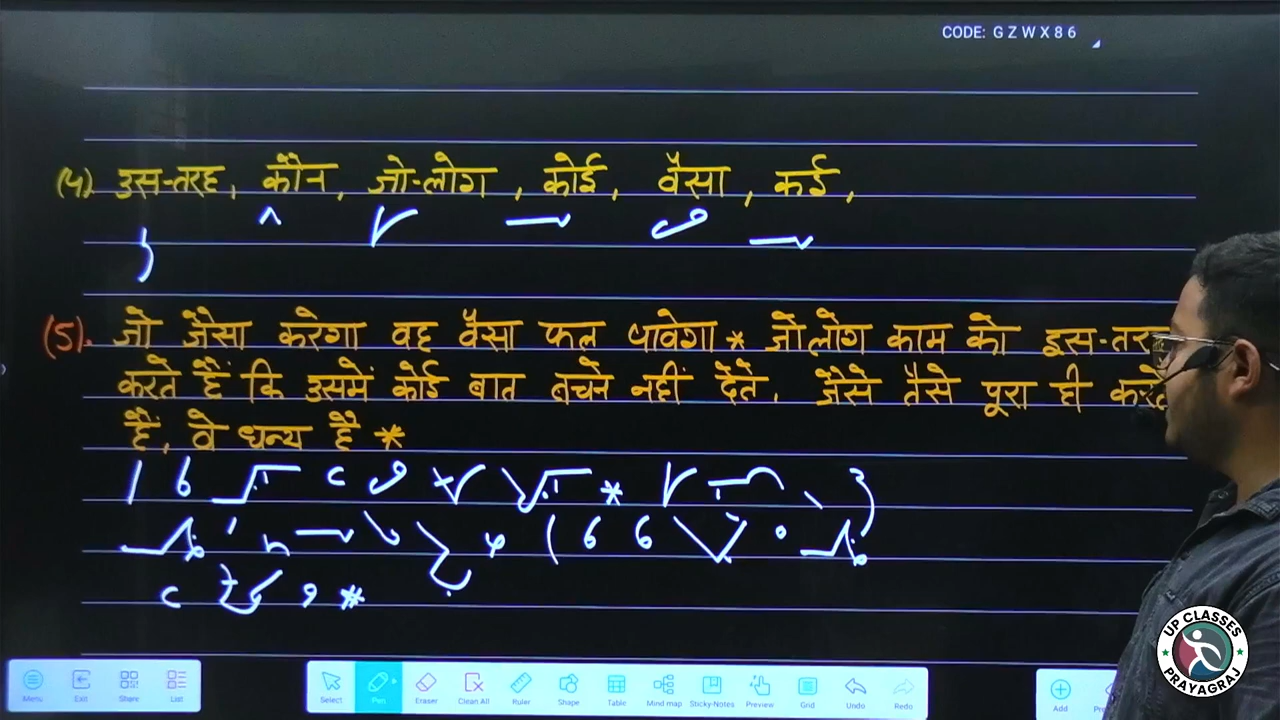 CODE: G Z W X 8 6
(4). उस-तरह, कौन, जो-लोग, कोई, वैसा, कई,
(5). जो जैसा करेगा वह वैसा फल पावेगा * जो लोग काम को इस-तरह
करते हैं कि उसमें कोई बात बचने नहीं देते, जैसे तैसे पूरा ही करते
हैं, वे धन्य है *
Menu Exit Share List Select Pen Eraser Clean All Ruler Shape Table Mind map Sticky-Notes Preview Grid Undo Redo Add
UP CLASSES
PRAYAGRAJ